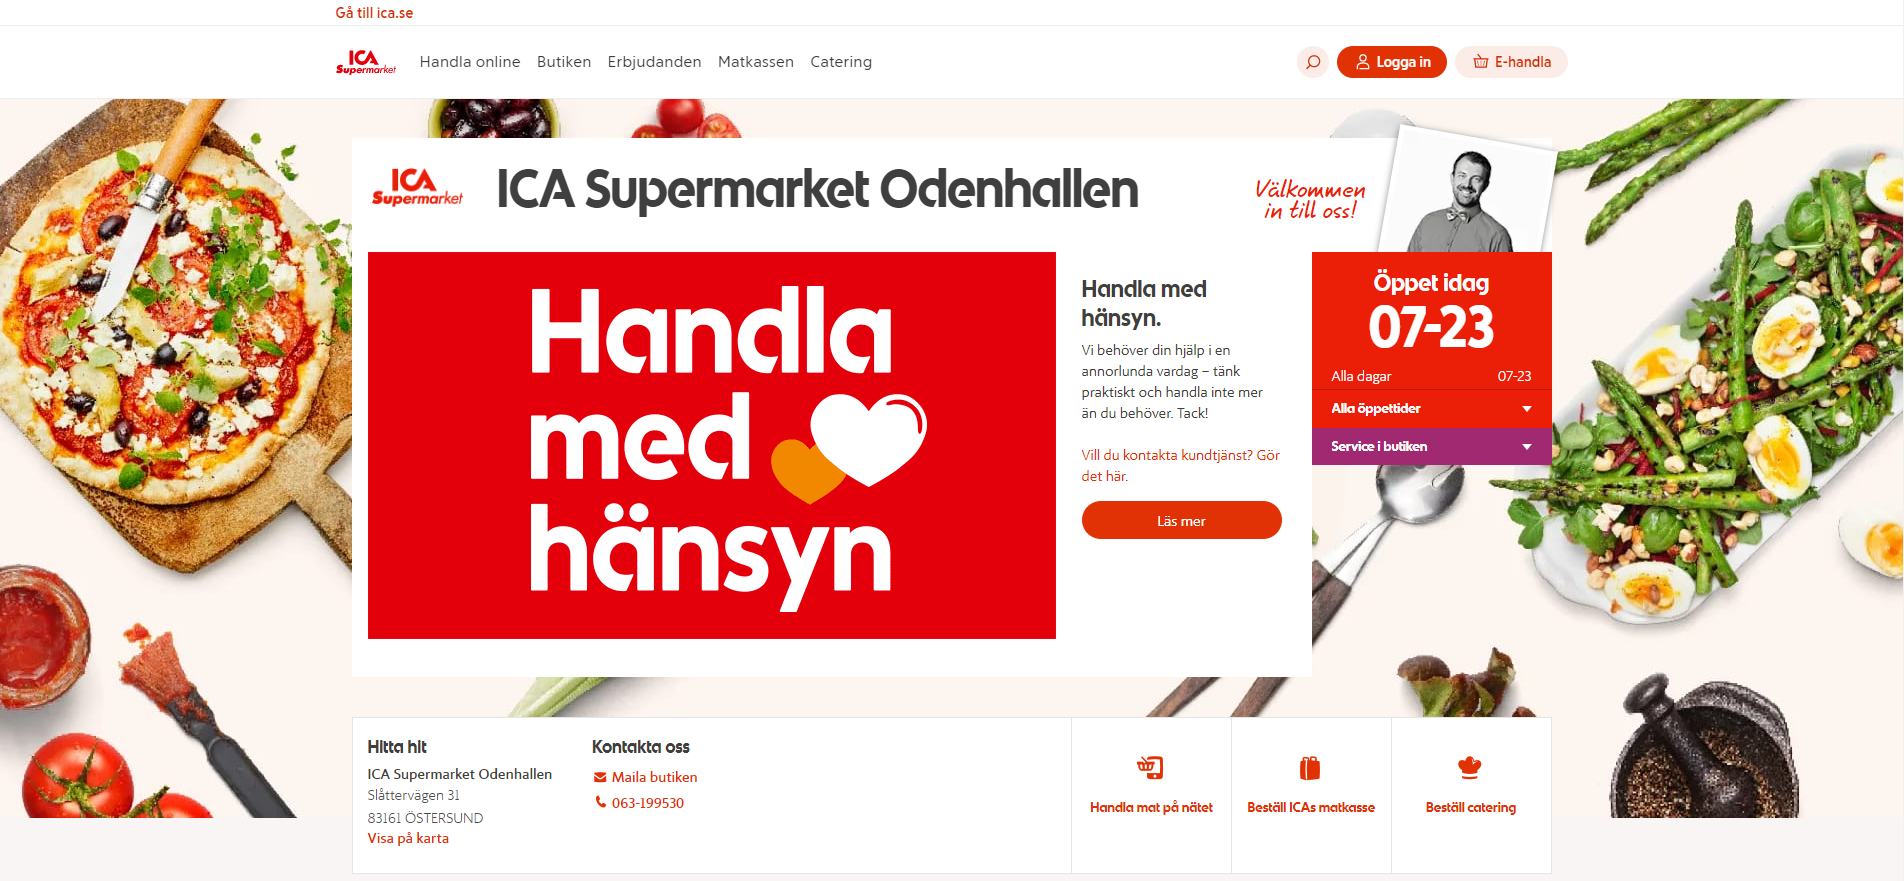 Gå till ica.se
ICA
Supermarket
Handla online
Butiken
Erbjudanden
Matkassen
Catering
Logga in
E-handla
ICA
Supermarket
ICA Supermarket Odenhallen
Välkommen
in till oss!
Handla
med
hänsyn
Handla med
hänsyn.
Vi behöver din hjälp i en
annorlunda vardag – tänk
praktiskt och handla inte mer
än du behöver. Tack!
Vill du kontakta kundtjänst? Gör
det här.
Läs mer
Öppet idag
07-23
Alla dagar 07-23
Alla öppettider
Service i butiken
Hitta hit
ICA Supermarket Odenhallen
Slåttervägen 31
83161 ÖSTERSUND
Visa på karta
Kontakta oss
Maila butiken
063-199530
Handla mat på nätet
Beställ ICAs matkasse
Beställ catering